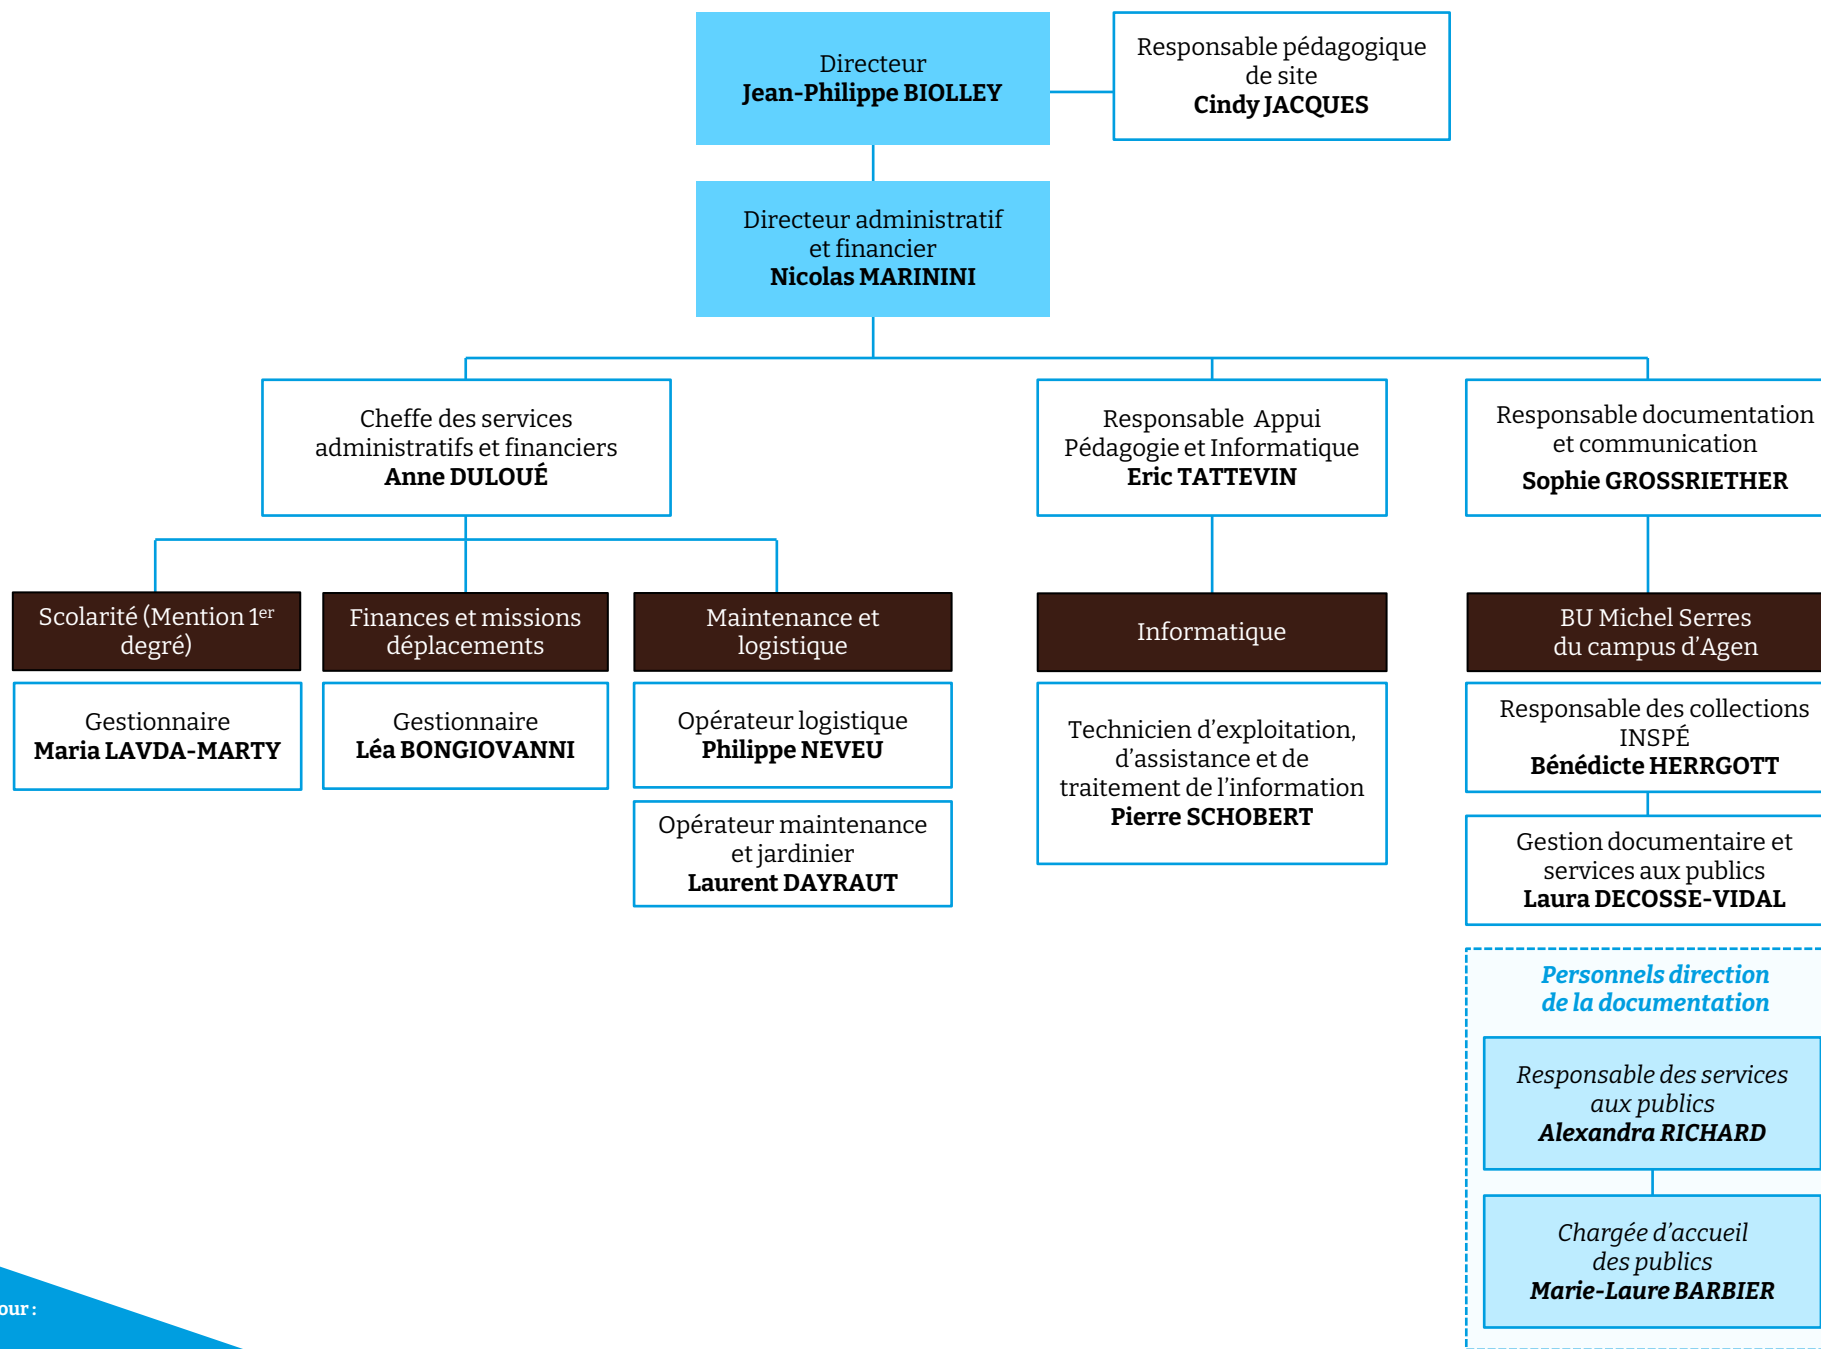 Directeur
Jean-Philippe BIOLLEY
Responsable pédagogique
de site
Cindy JACQUES
Directeur administratif
et financier
Nicolas MARININI
Cheffe des services
administratifs et financiers
Anne DULOUÉ
Responsable Appui
Pédagogie et Informatique
Eric TATTEVIN
Responsable documentation
et communication
Sophie GROSSRIETHER
Scolarité (Mention 1er
degré)
Gestionnaire
Maria LAVDA-MARTY
Finances et missions
déplacements
Gestionnaire
Léa BONGIOVANNI
Maintenance et
logistique
Opérateur logistique
Philippe NEVEU
Opérateur maintenance
et jardinier
Laurent DAYRAUT
Informatique
Technicien d’exploitation,
d’assistance et de
traitement de l’information
Pierre SCHOBERT
BU Michel Serres
du campus d’Agen
Responsable des collections
INSPÉ
Bénédicte HERRGOTT
Gestion documentaire et
services aux publics
Laura DECOSSE-VIDAL
Personnels direction
de la documentation
Responsable des services
aux publics
Alexandra RICHARD
Chargée d’accueil
des publics
Marie-Laure BARBIER